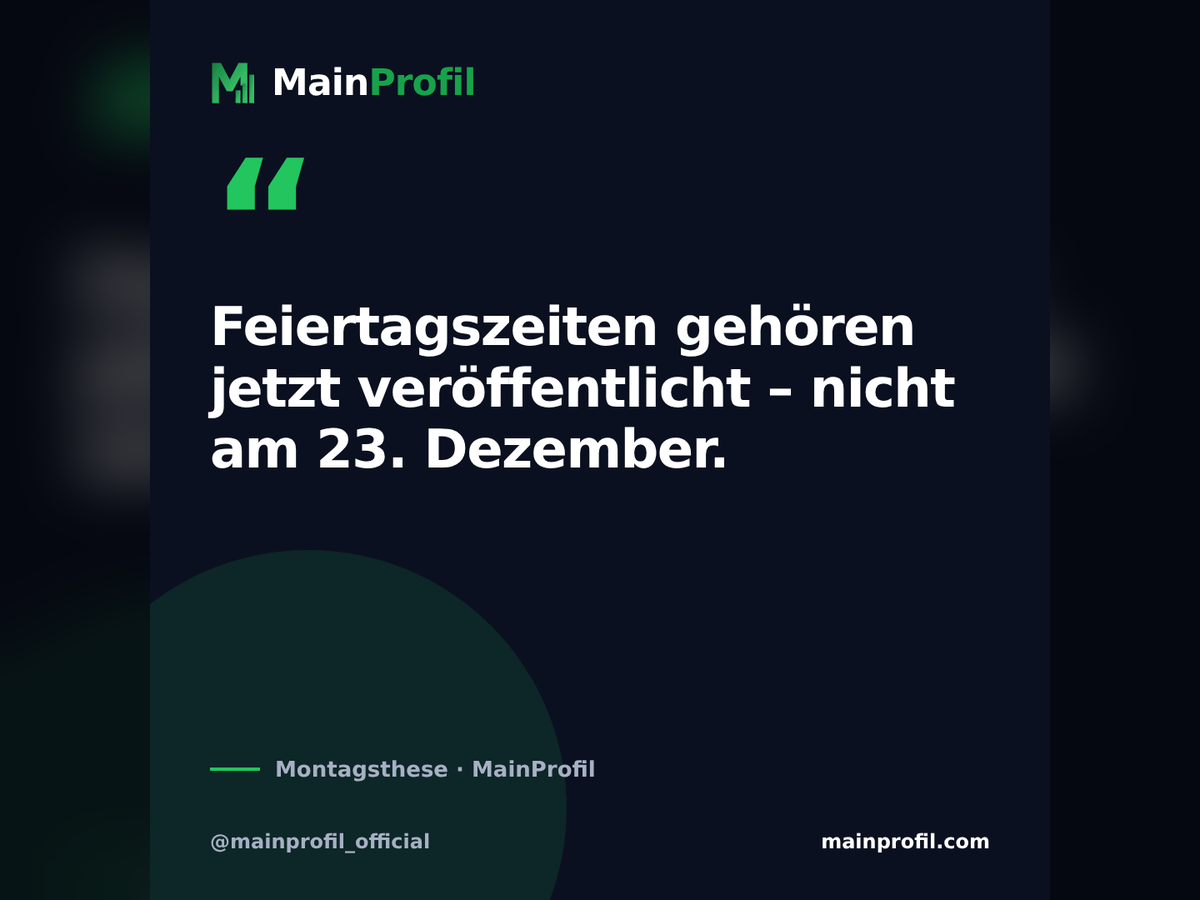 MainProfil
“
Feiertagszeiten gehören
jetzt veröffentlicht – nicht
am 23. Dezember.
Montagsthese · MainProfil
@mainprofil_official
mainprofil.com